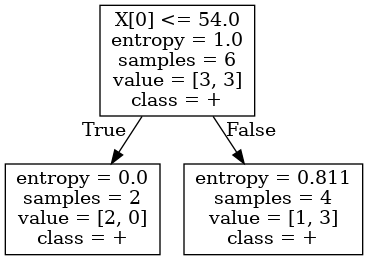 X[0] <= 54.0
entropy = 1.0
samples = 6
value = [3, 3]
class = +
True
False
entropy = 0.0
samples = 2
value = [2, 0]
class = +
entropy = 0.811
samples = 4
value = [1, 3]
class = +